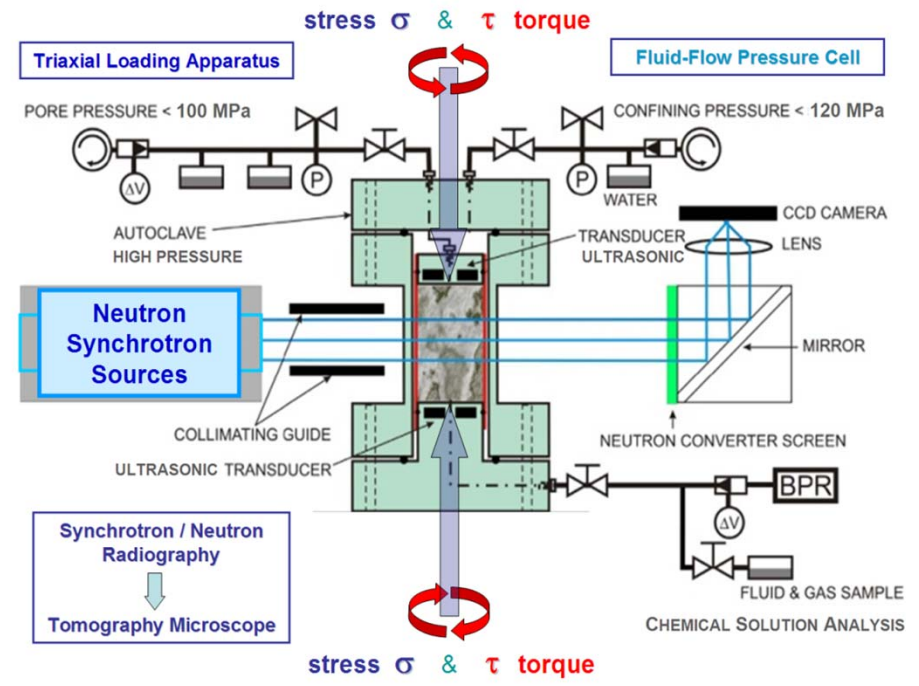 stress σ & τ torque
Triaxial Loading Apparatus
Fluid-Flow Pressure Cell
PORE PRESSURE < 100 MPa
CONFINING PRESSURE < 120 MPa
ΔV
P
P
WATER
CCD CAMERA
AUTOCLAVE
HIGH PRESSURE
TRANSDUCER
ULTRASONIC
LENS
Neutron
Synchrotron
Sources
MIRROR
COLLIMATING GUIDE
NEUTRON CONVERTER SCREEN
ULTRASONIC TRANSDUCER
BPR
ΔV
Synchrotron / Neutron
Radiography
Tomography Microscope
FLUID & GAS SAMPLE
CHEMICAL SOLUTION ANALYSIS
stress σ & τ torque